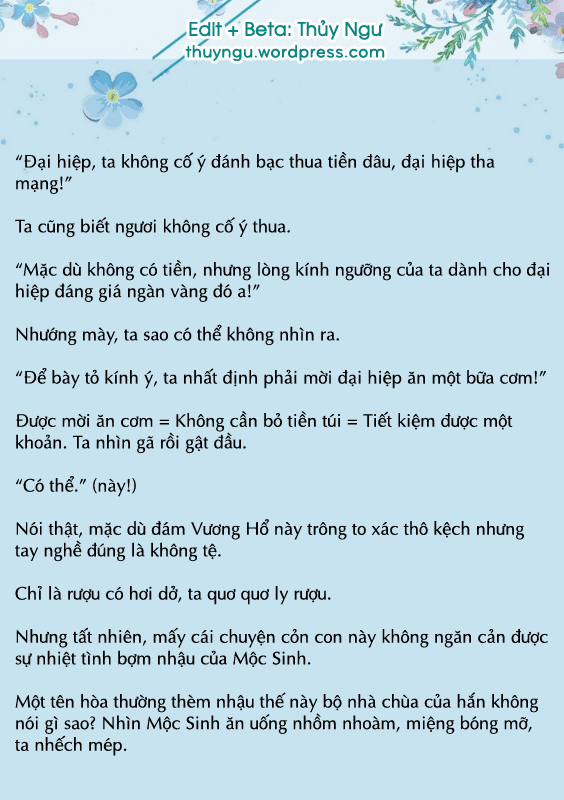 Edit + Beta: Thủy Ngư
thuyngu.wordpress.com
“Đại hiệp, ta không cố ý đánh bạc thua tiền đâu, đại hiệp tha
mạng!”
Ta cũng biết ngươi không cố ý thua.
“Mặc dù không có tiền, nhưng lòng kính ngưỡng của ta dành cho đại
hiệp đáng giá ngàn vàng đó a!”
Nhướng mày, ta sao có thể không nhìn ra.
“Để bày tỏ kính ý, ta nhất định phải mời đại hiệp ăn một bữa cơm!”
Được mời ăn cơm = Không cần bỏ tiền túi = Tiết kiệm được một
khoản. Ta nhìn gã rồi gật đầu.
“Có thể.” (này!)
Nói thật, mặc dù đám Vương Hổ này trông to xác thô kệch nhưng
tay nghề đúng là không tệ.
Chỉ là rượu có hơi dở, ta quơ quơ ly rượu.
Nhưng tất nhiên, mấy cái chuyện cỏn con này không ngăn cản được
sự nhiệt tình bợm nhậu của Mộc Sinh.
Một tên hòa thường thèm nhậu thế này bộ nhà chùa của hắn không
nói gì sao? Nhìn Mộc Sinh ăn uống nhồm nhoàm, miệng bóng mỡ,
ta nhếch mép.